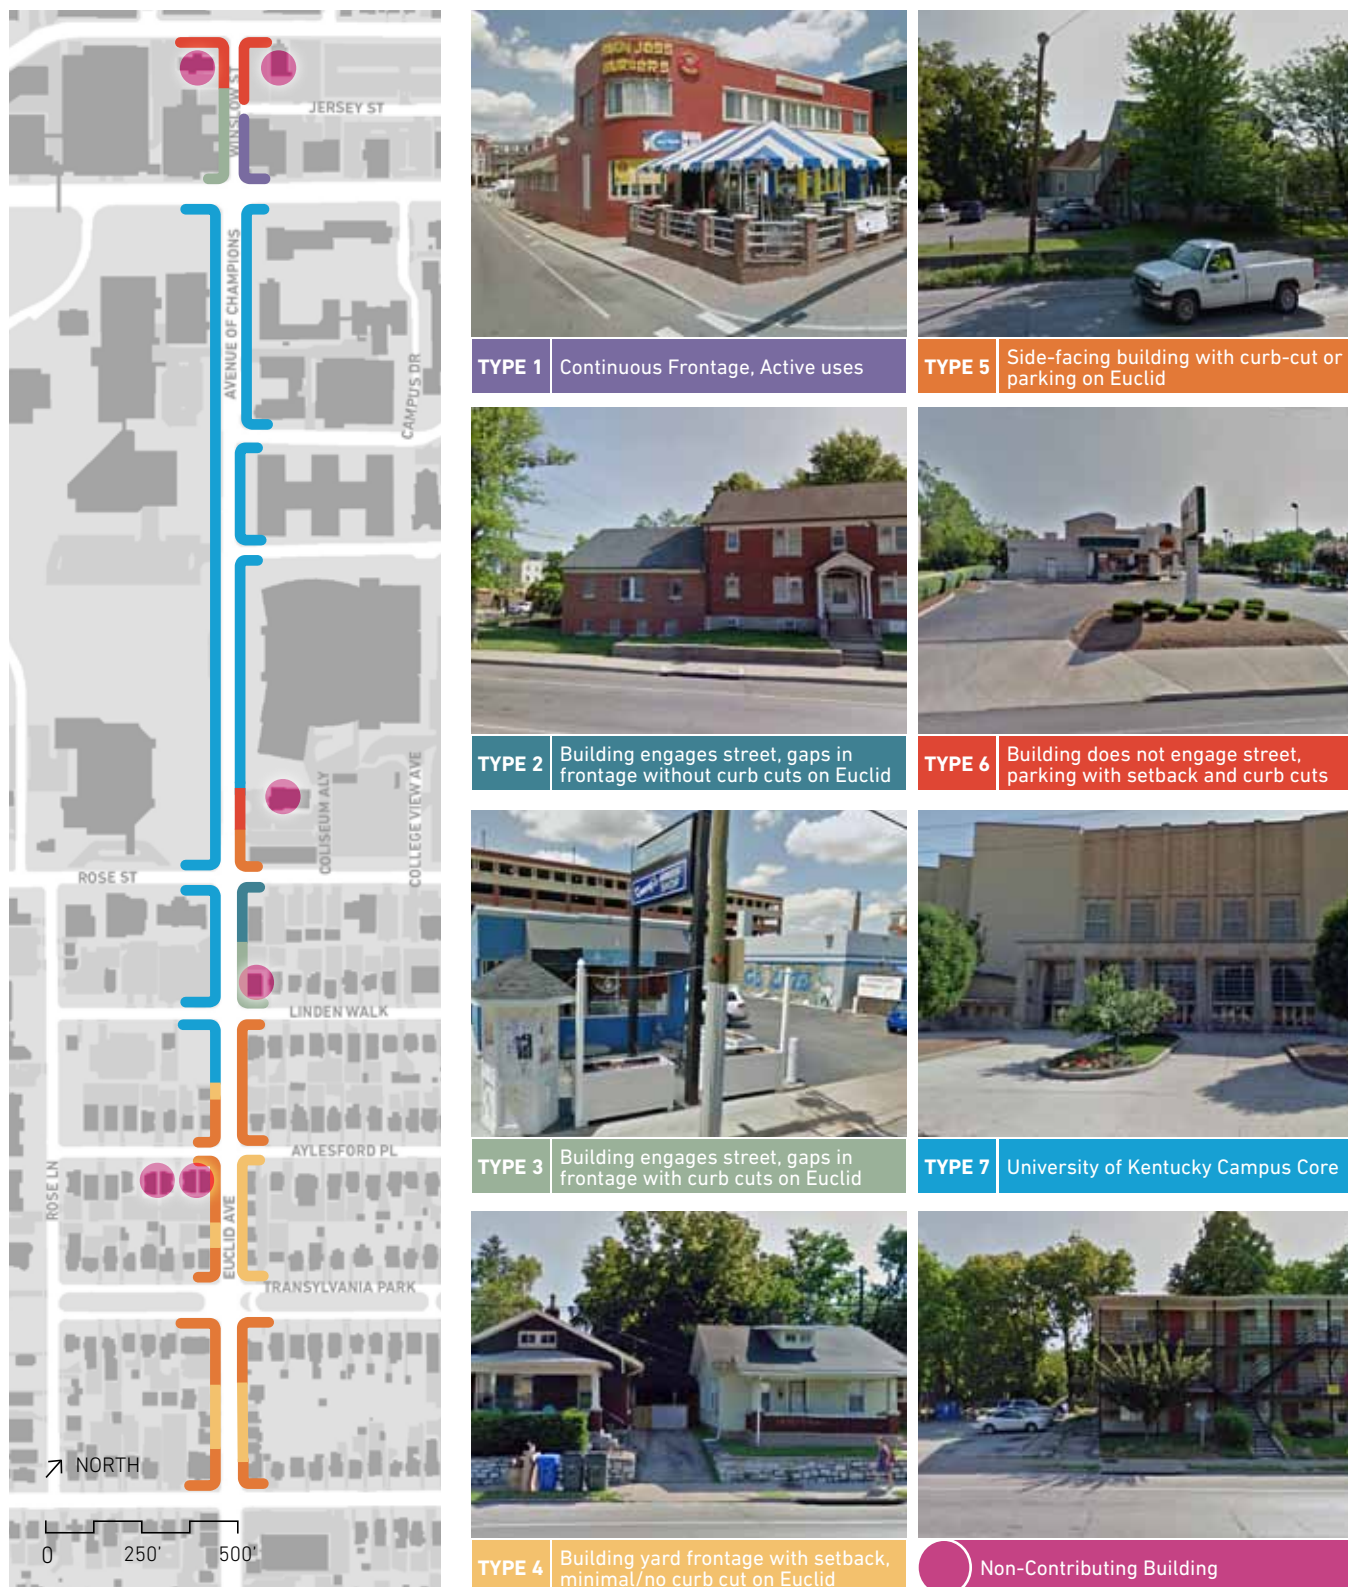 WINSLOW ST
JERSEY ST
AVENUE OF CHAMPIONS
CAMPUS DR
COLISEUM ALY
COLLEGE VIEW AVE
ROSE ST
LINDEN WALK
AYLESFORD PL
ROSE LN
EUCLID AVE
TRANSYLVANIA PARK
NORTH
0 250' 500'
TYPE 1 Continuous Frontage, Active uses
TYPE 5 Side-facing building with curb-cut or
parking on Euclid
TYPE 2 Building engages street, gaps in
frontage without curb cuts on Euclid
TYPE 6 Building does not engage street,
parking with setback and curb cuts
TYPE 3 Building engages street, gaps in
frontage with curb cuts on Euclid
TYPE 7 University of Kentucky Campus Core
TYPE 4 Building yard frontage with setback,
minimal/no curb cut on Euclid
Non-Contributing Building